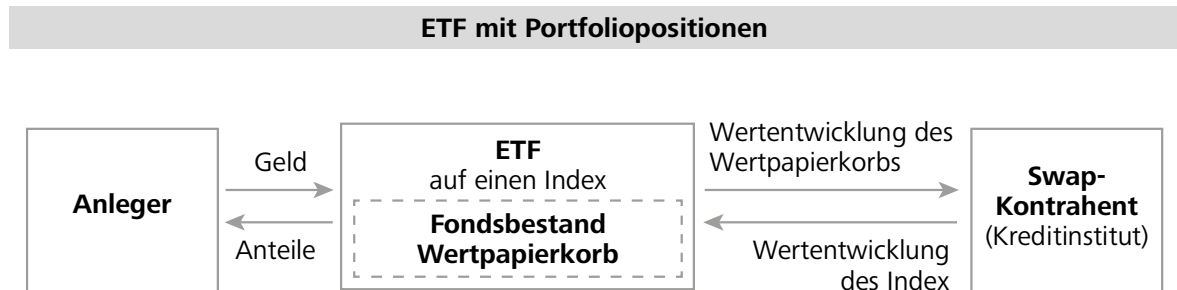 ETF mit Portfoliopositionen
Anleger
Geld
Anteile
ETF
auf einen Index
Fondsbestand
Wertpapierkorb
Wertentwicklung des
Wertpapierkorbs
Wertentwicklung
des Index
Swap-
Kontrahent
(Kreditinstitut)